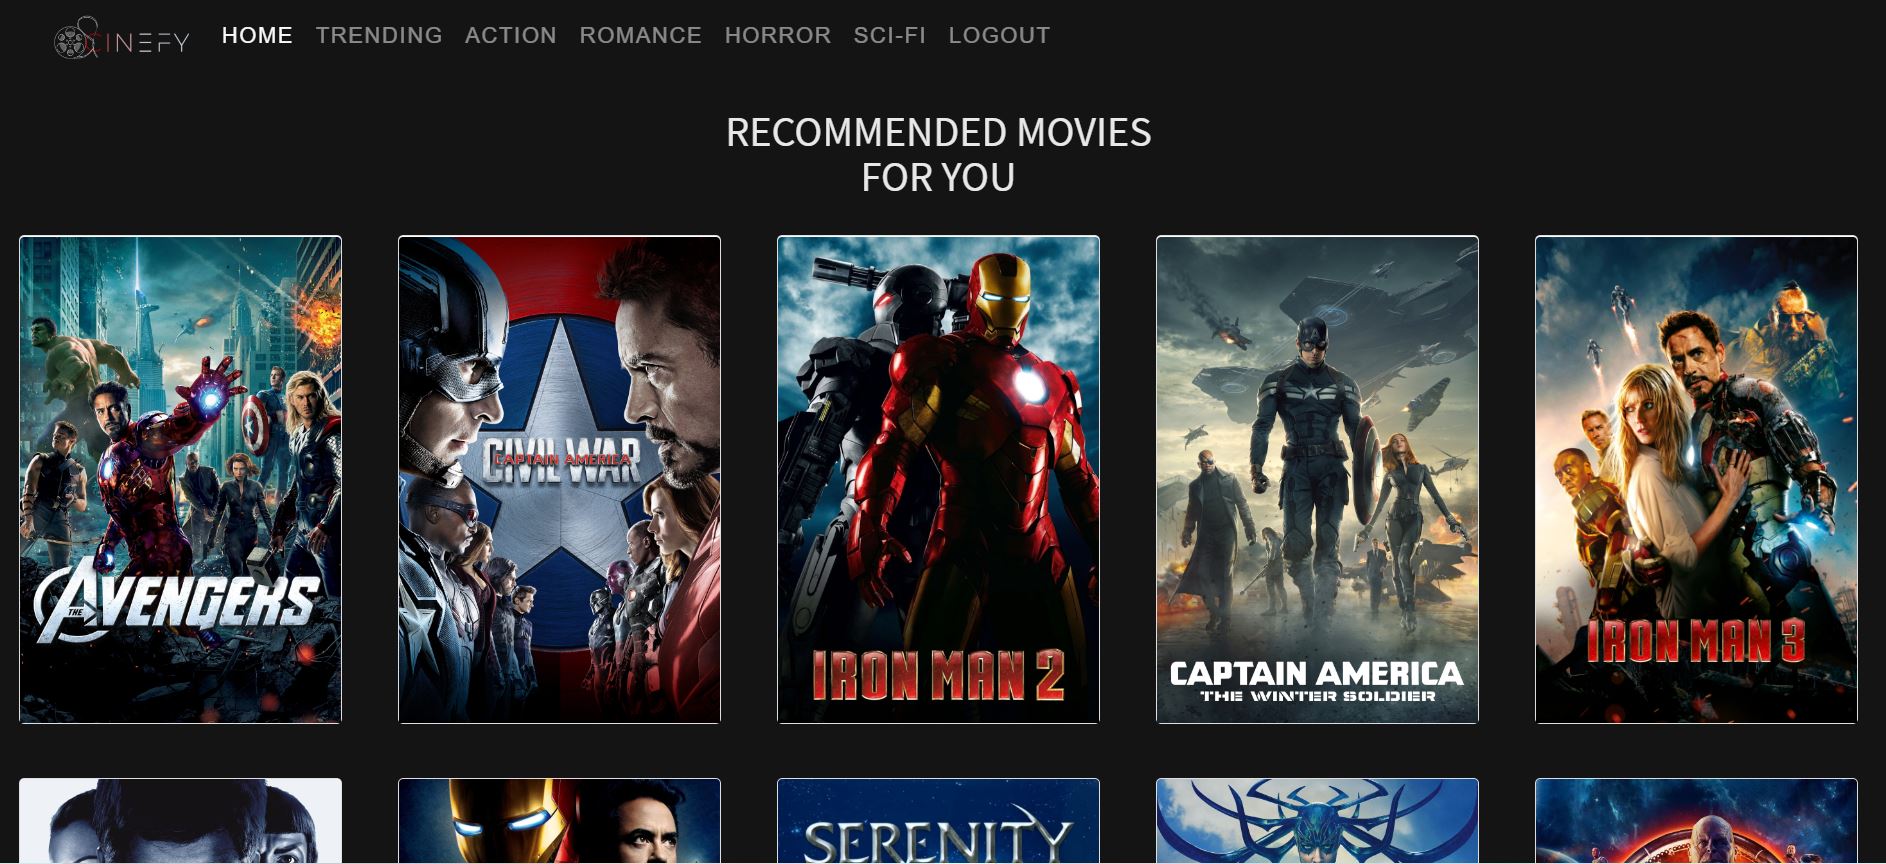 CINEFY HOME TRENDING ACTION ROMANCE HORROR SCI-FI LOGOUT
RECOMMENDED MOVIES
FOR YOU
THE AVENGERS
CIVIL WAR
CAPTAIN AMERICA
IRON MAN 2
CAPTAIN AMERICA
THE WINTER SOLDIER
IRON MAN 3
SERENITY